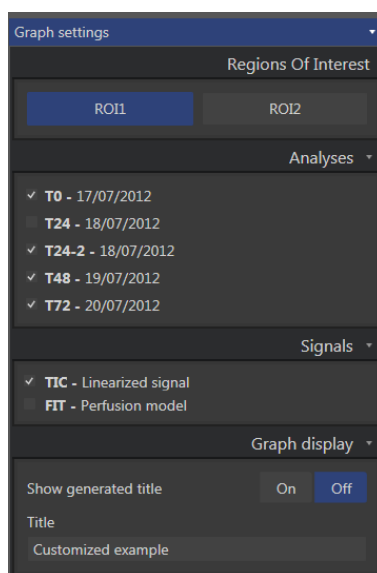 Graph settings
Regions Of Interest
ROI1 ROI2
Analyses
T0 - 17/07/2012
T24 - 18/07/2012
T24-2 - 18/07/2012
T48 - 19/07/2012
T72 - 20/07/2012
Signals
TIC - Linearized signal
FIT - Perfusion model
Graph display
Show generated title On Off
Title
Customized example